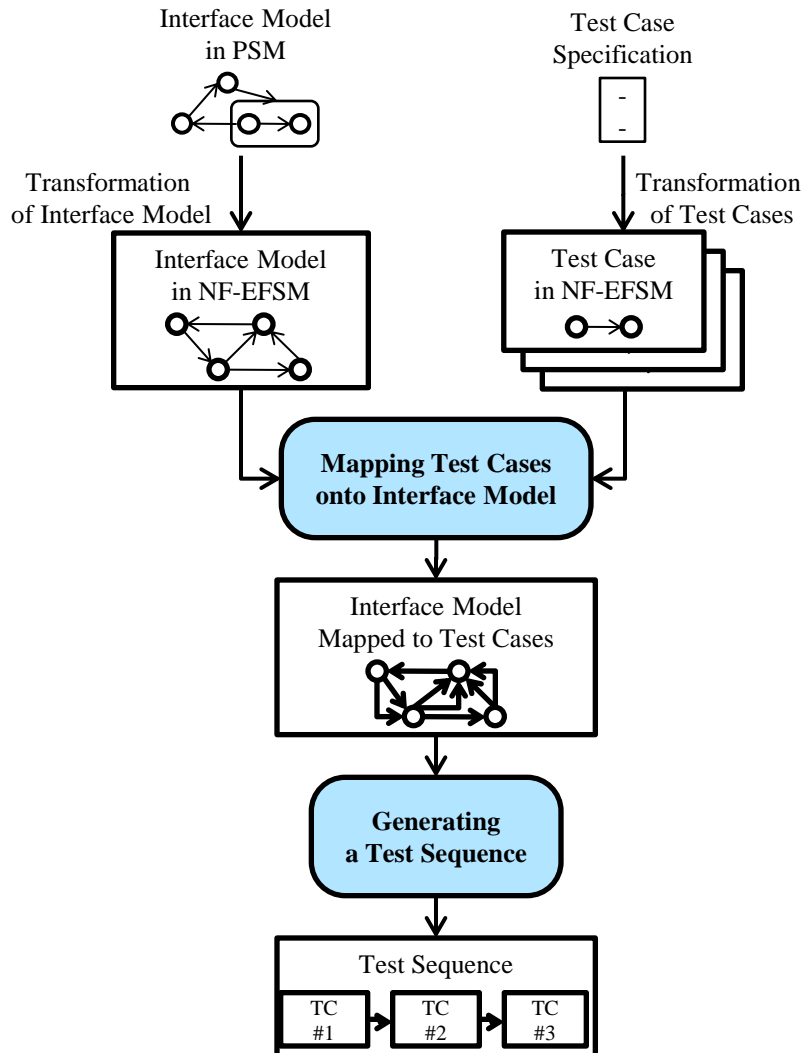 Interface Model
in PSM
Test Case
Specification
-
-
Transformation
of Interface Model
Transformation
of Test Cases
Interface Model
in NF-EFSM
Test Case
in NF-EFSM
Mapping Test Cases
onto Interface Model
Interface Model
Mapped to Test Cases
Generating
a Test Sequence
Test Sequence
TC
#1
TC
#2
TC
#3